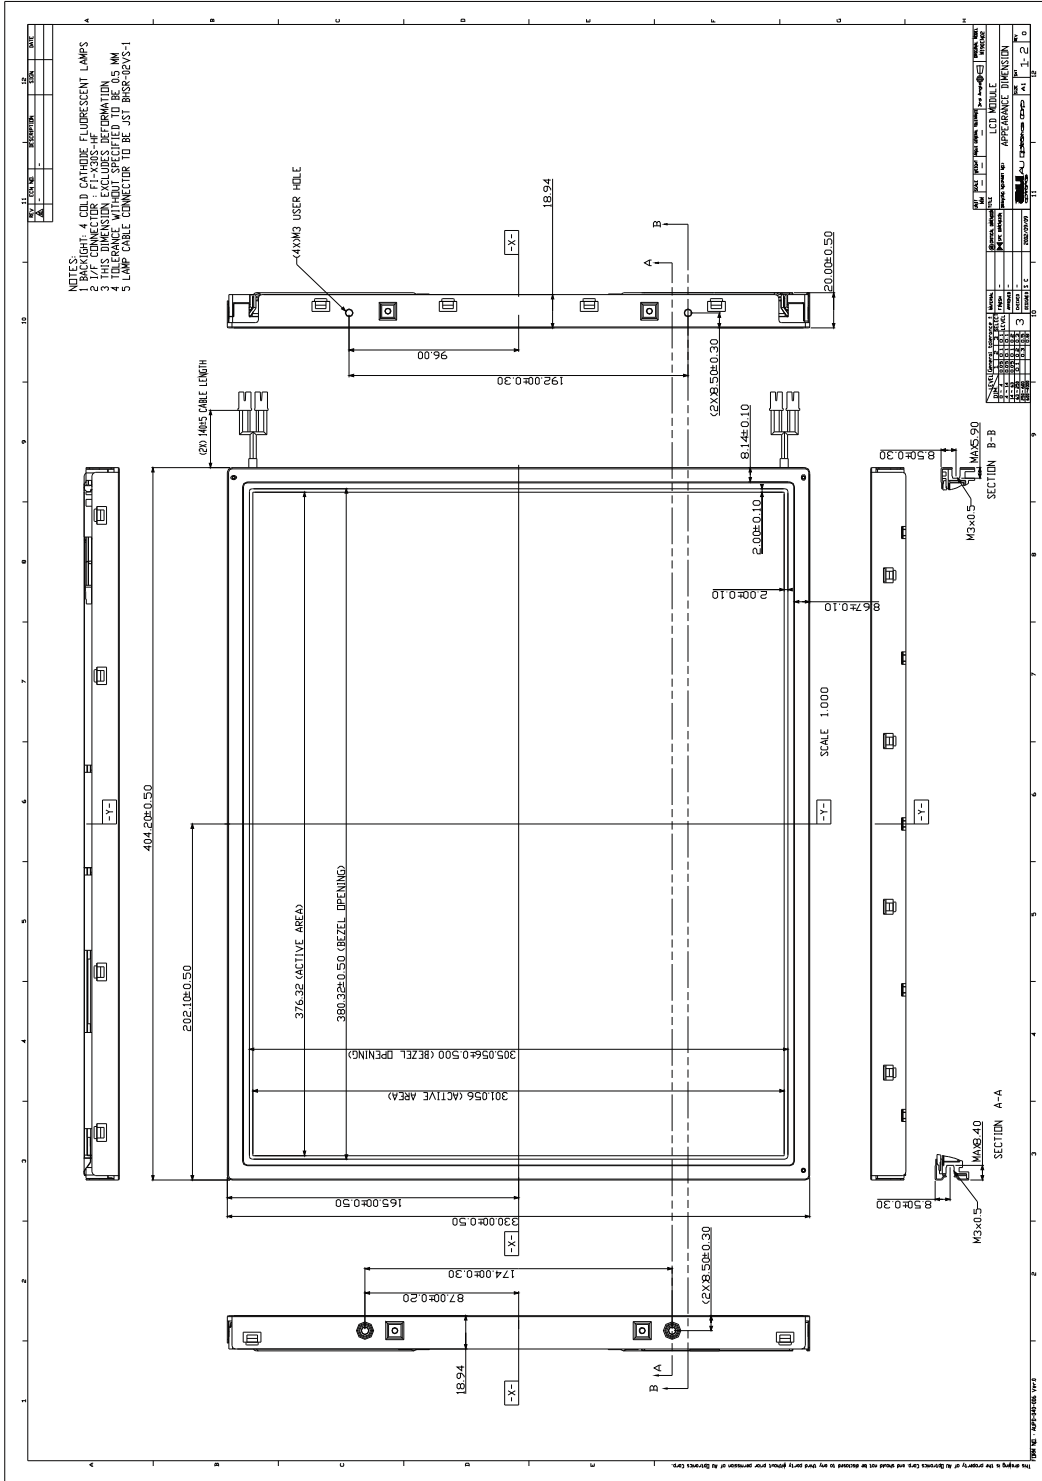 NOTES:
1 BACKIGHT: 4 COLD CATHODE FLUORESCENT LAMPS
2 I/F CONNECTOR : FI-X30S-HF
3 THIS DIMENSION EXCLUDES DEFORMATION
4 TOLERANCE WITHOUT SPECIFIED TO BE 0.5 MM
5 LAMP CABLE CONNECTOR TO BE JST BHSR-02VS-1
(4X)M3 USER HOLE
-X-
18.94
B
A
20.00±0.50
96.00
192.00±0.30
(2X)8.50±0.30
(2X) 140±5 CABLE LENGTH
8.14±0.10
2.00±0.10
2.00±0.10
8.67±0.10
SCALE 1.000
404.20±0.50
202.10±0.50
-Y-
-Y-
-Y-
376.32 (ACTIVE AREA)
380.32±0.50 (BEZEL OPENING)
305.056±0.500 (BEZEL OPENING)
301.056 (ACTIVE AREA)
165.00±0.50
330.00±0.50
-X-
174.00±0.30
87.00±0.20
(2X)8.50±0.30
18.94
-X-
A
B
8.50±0.30
MAX5.90
M3x0.5
SECTION B-B
8.50±0.30
MAX8.40
M3x0.5
SECTION A-A
LCD MODULE
APPEARANCE DIMENSION